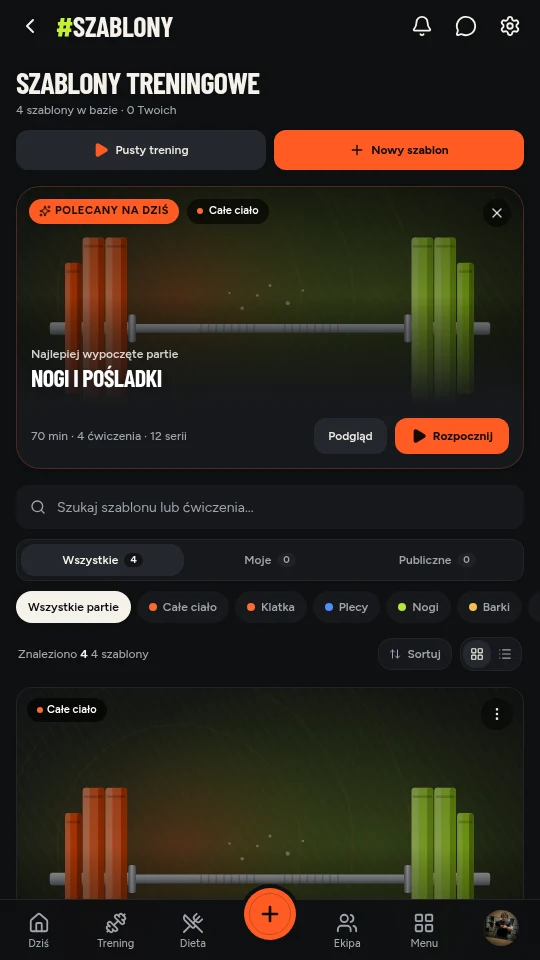 #SZABLONY
SZABLONY TRENINGOWE
4 szablony w bazie · 0 Twoich
Pusty trening
Nowy szablon
POLECANY NA DZIŚ
Całe ciało
Najlepiej wypoczęte partie
NOGI I POŚLADKI
70 min · 4 ćwiczenia · 12 serii
Podgląd
Rozpocznij
Szukaj szablonu lub ćwiczenia...
Wszystkie 4
Moje 0
Publiczne 0
Wszystkie partie
Całe ciało
Klatka
Plecy
Nogi
Barki
Znaleziono 4 4 szablony
Sortuj
Całe ciało
Dziś
Trening
Dieta
Ekipa
Menu